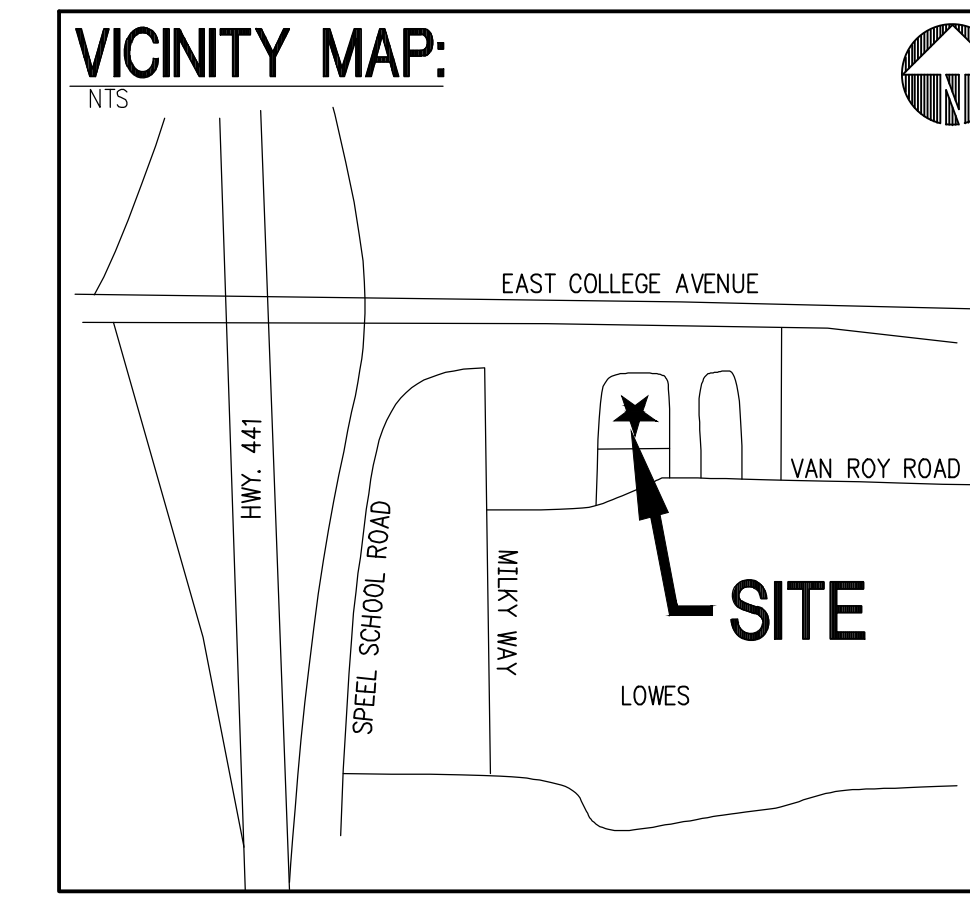 VICINITY MAP:
NTS
N
EAST COLLEGE AVENUE
HWY. 441
VAN ROY ROAD
SPEEL SCHOOL ROAD
MILKY WAY
SITE
LOWES